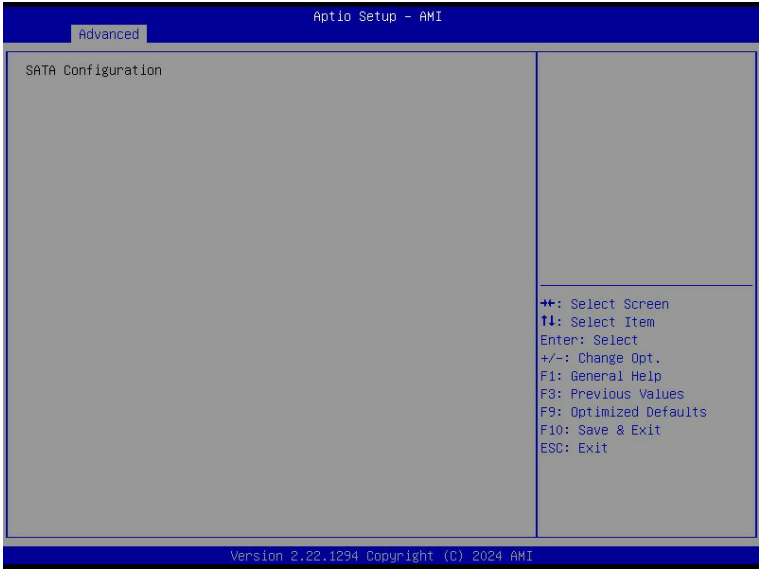 Aptio Setup – AMI
Advanced
SATA Configuration
→←: Select Screen
↑↓: Select Item
Enter: Select
+/-: Change Opt.
F1: General Help
F3: Previous Values
F9: Optimized Defaults
F10: Save & Exit
ESC: Exit
Version 2.22.1294 Copyright (C) 2024 AMI